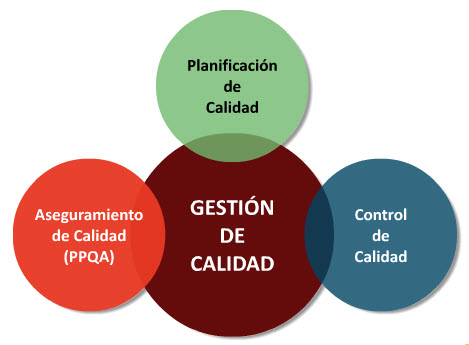 Planificación
de
Calidad
Aseguramiento
de Calidad
(PPQA)
GESTIÓN
DE
CALIDAD
Control
de
Calidad